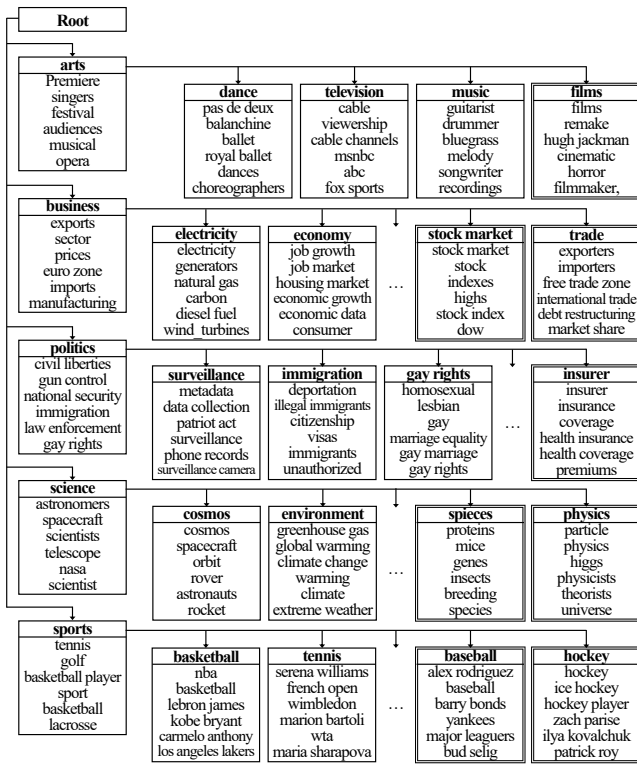 Root
arts
Premiere
singers
festival
audiences
musical
opera
dance
pas de deux
balanchine
ballet
royal ballet
dances
choreographers
television
cable
viewership
cable channels
msnbc
abc
fox sports
music
guitarist
drummer
bluegrass
melody
songwriter
recordings
films
films
remake
hugh jackman
cinematic
horror
filmmaker,
business
exports
sector
prices
euro zone
imports
manufacturing
electricity
electricity
generators
natural gas
carbon
diesel fuel
wind_turbines
economy
job growth
job market
housing market
economic growth
economic data
consumer
...
stock market
stock market
stock
indexes
highs
stock index
dow
trade
exporters
importers
free trade zone
international trade
debt restructuring
market share
politics
civil liberties
gun control
national security
immigration
law enforcement
gay rights
surveillance
metadata
data collection
patriot act
surveillance
phone records
surveillance camera
immigration
deportation
illegal immigrants
citizenship
visas
immigrants
unauthorized
gay rights
homosexual
lesbian
gay
marriage equality
gay marriage
gay rights
...
insurer
insurer
insurance
coverage
health insurance
health coverage
premiums
science
astronomers
spacecraft
scientists
telescope
nasa
scientist
cosmos
cosmos
spacecraft
orbit
rover
astronauts
rocket
environment
greenhouse gas
global warming
climate change
warming
climate
extreme weather
...
spieces
proteins
mice
genes
insects
breeding
species
physics
particle
physics
higgs
physicists
theorists
universe
sports
tennis
golf
basketball player
sport
basketball
lacrosse
basketball
nba
basketball
lebron james
kobe bryant
carmelo anthony
los angeles lakers
tennis
serena williams
french open
wimbledon
marion bartoli
wta
maria sharapova
...
baseball
alex rodriguez
baseball
barry bonds
yankees
major leaguers
bud selig
hockey
hockey
ice hockey
hockey player
zach parise
ilya kovalchuk
patrick roy